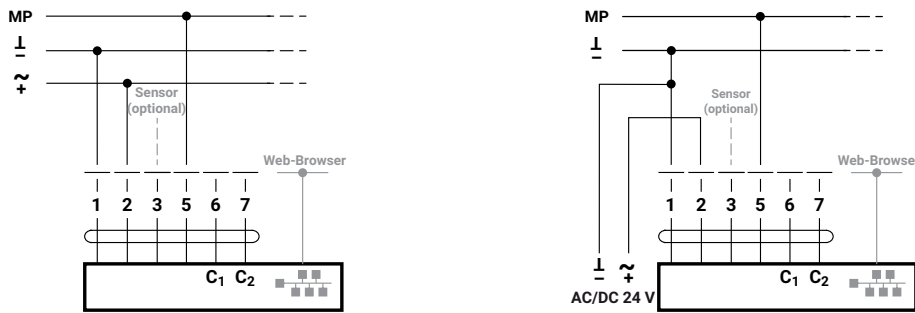 MP
⊥
–
~
+
Sensor
(optional)
Web-Browser
1 2 3 5 6 7
C1 C2
MP
⊥
–
Sensor
(optional)
Web-Browse
1 2 3 5 6 7
⊥ ~
– +
AC/DC 24 V
C1 C2